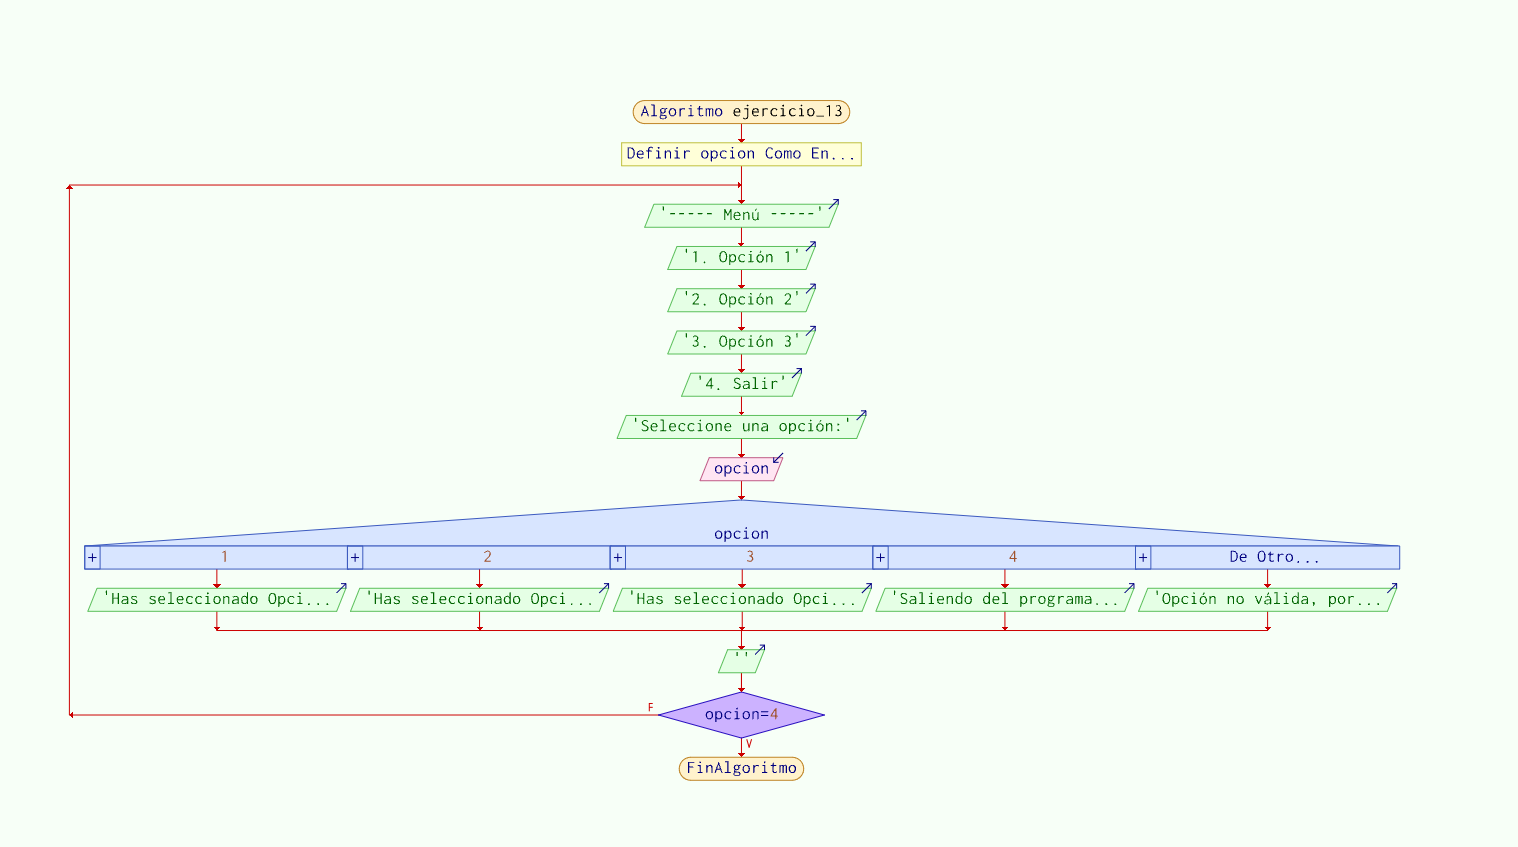 Algoritmo ejercicio_13
Definir opcion Como En...
'----- Menú -----'
'1. Opción 1'
'2. Opción 2'
'3. Opción 3'
'4. Salir'
'Seleccione una opción:'
opcion
opcion
+ 1 + 2 + 3 + 4 + De Otro...
'Has seleccionado Opci... 'Has seleccionado Opci... 'Has seleccionado Opci... 'Saliendo del programa... 'Opción no válida, por...
''
F opcion=4
V
FinAlgoritmo